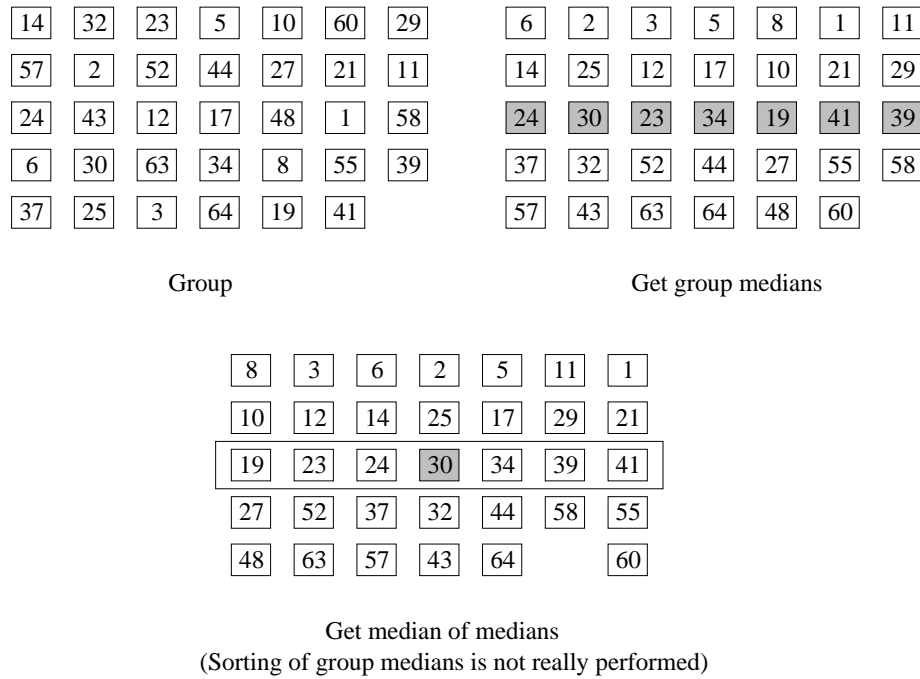 14 32 23 5 10 60 29
57 2 52 44 27 21 11
24 43 12 17 48 1 58
6 30 63 34 8 55 39
37 25 3 64 19 41
Group
6 2 3 5 8 1 11
14 25 12 17 10 21 29
24 30 23 34 19 41 39
37 32 52 44 27 55 58
57 43 63 64 48 60
Get group medians
8 3 6 2 5 11 1
10 12 14 25 17 29 21
19 23 24 30 34 39 41
27 52 37 32 44 58 55
48 63 57 43 64 60
Get median of medians
(Sorting of group medians is not really performed)